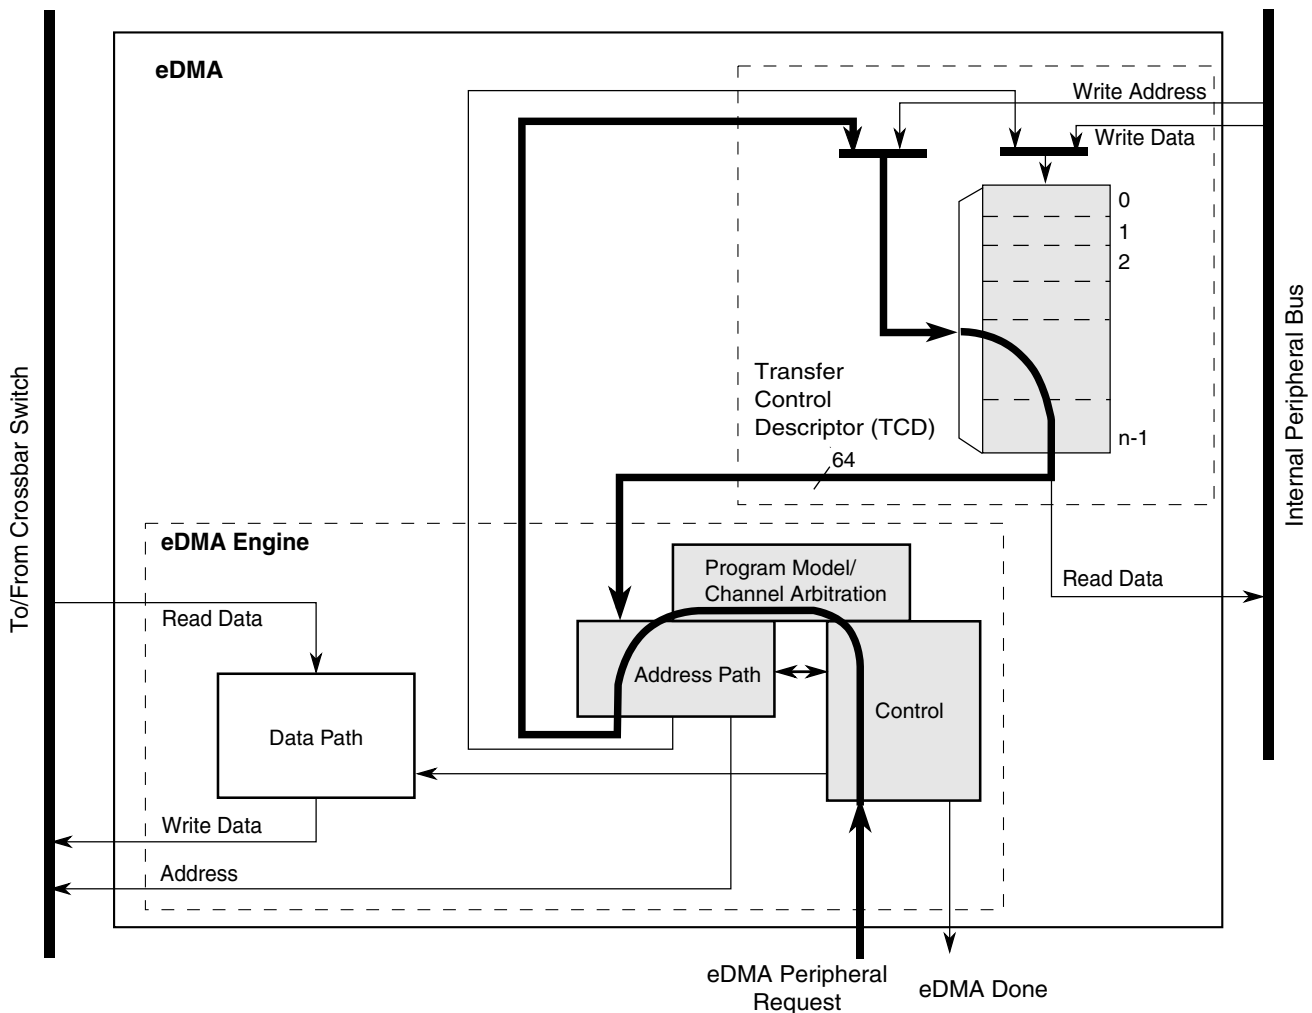 eDMA
Write Address
Write Data
0
1
2
n-1
Transfer
Control
Descriptor (TCD)
64
To/From Crossbar Switch
Internal Peripheral Bus
eDMA Engine
Program Model/
Channel Arbitration
Read Data
Read Data
Address Path
Control
Data Path
Write Data
Address
eDMA Peripheral
Request
eDMA Done